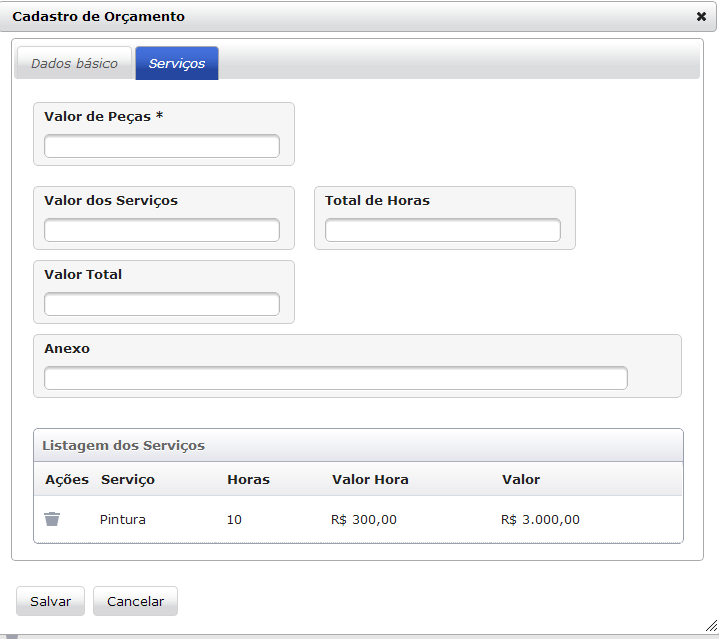 Cadastro de Orçamento
Dados básico Serviços
Valor de Peças *
Valor dos Serviços Total de Horas
Valor Total
Anexo
Listagem dos Serviços
Ações Serviço Horas Valor Hora Valor
Pintura 10 R$ 300,00 R$ 3.000,00
Salvar Cancelar